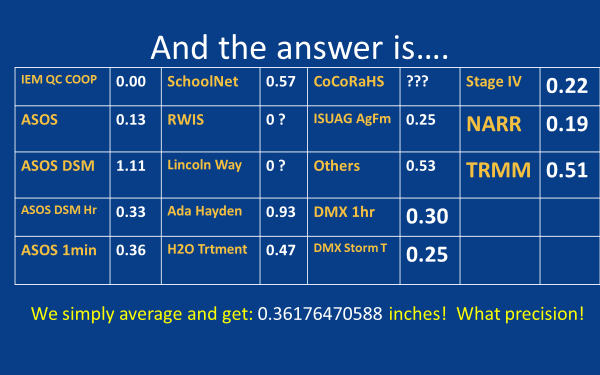 And the answer is….
IEM QC COOP 0.00 SchoolNet 0.57 CoCoRaHS ??? Stage IV 0.22
ASOS 0.13 RWIS 0 ? ISUAG AgFm 0.25 NARR 0.19
ASOS DSM 1.11 Lincoln Way 0 ? Others 0.53 TRMM 0.51
ASOS DSM Hr 0.33 Ada Hayden 0.93 DMX 1hr 0.30
ASOS 1min 0.36 H2O Trtment 0.47 DMX Storm T 0.25
We simply average and get: 0.36176470588 inches! What precision!